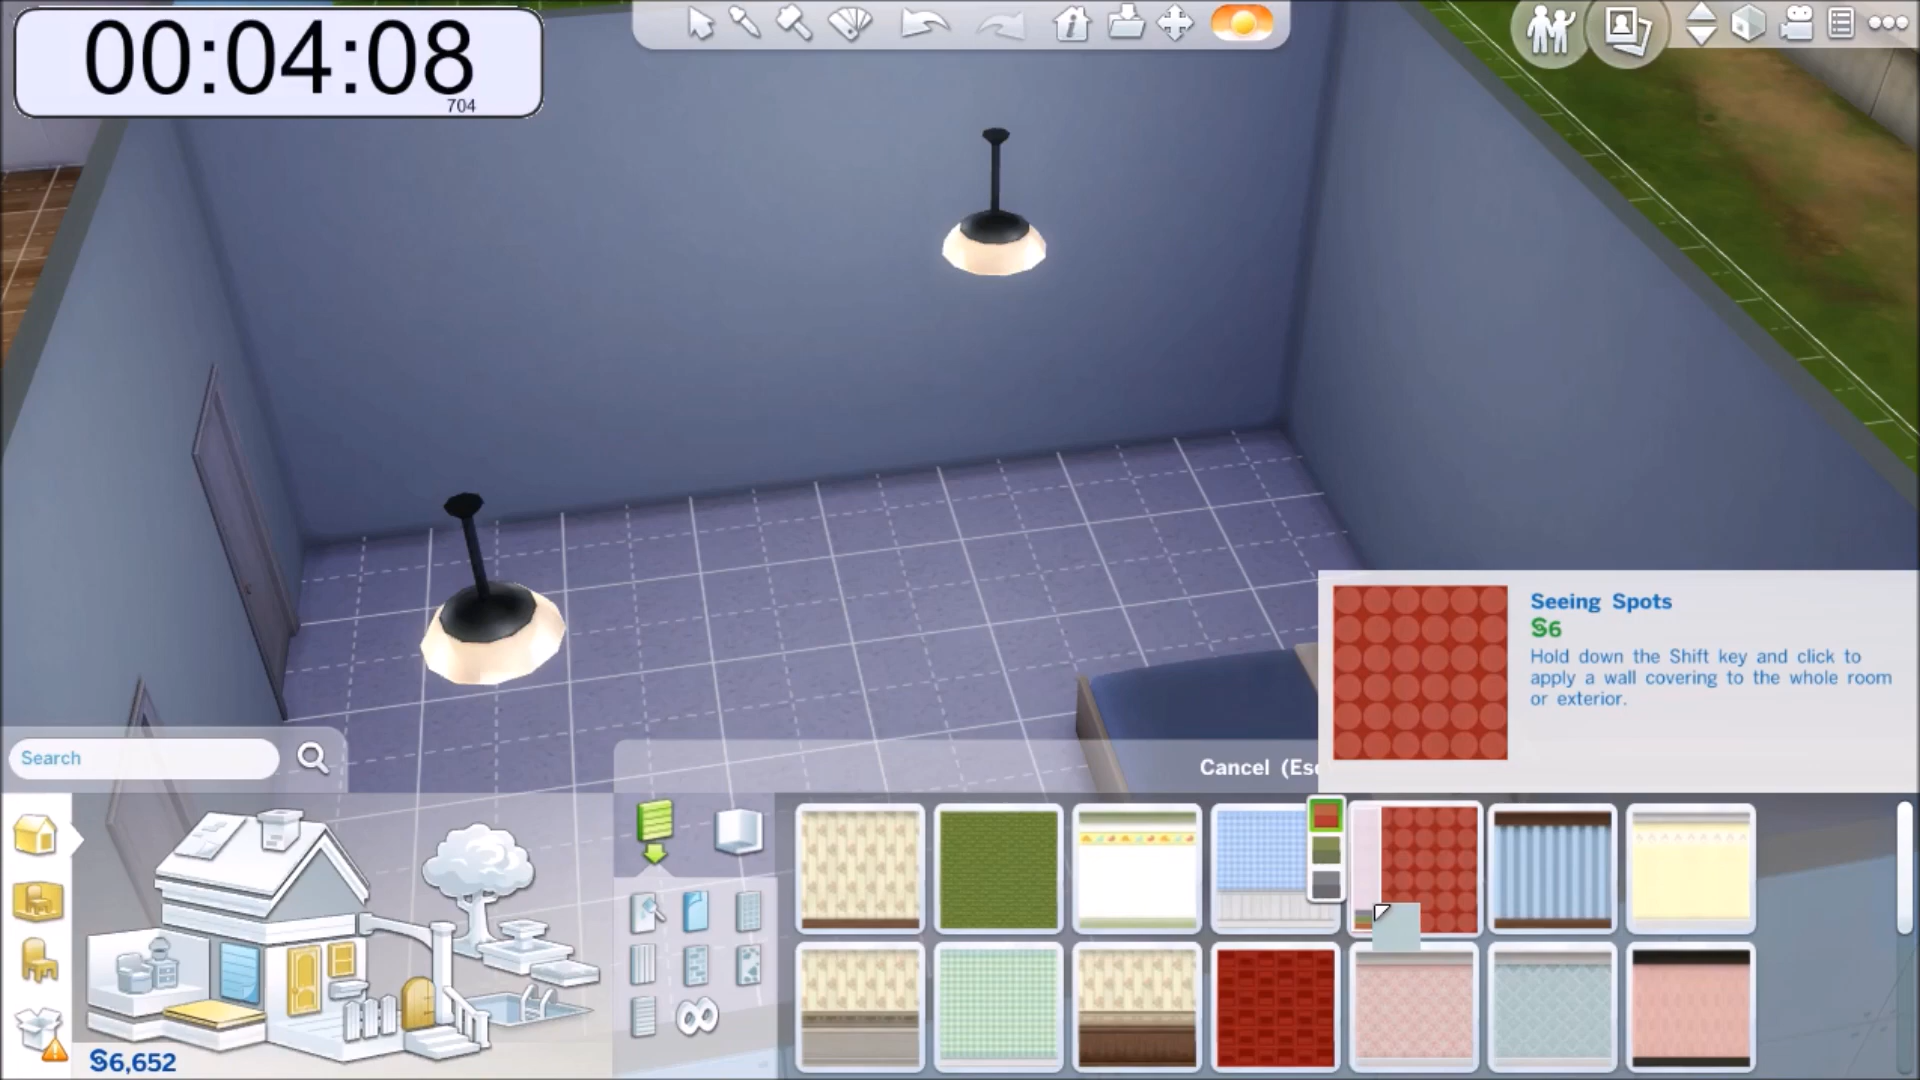 00:04:08
704
Seeing Spots
§6
Hold down the Shift key and click to
apply a wall covering to the whole room
or exterior.
Search
Cancel (Esc
§6,652